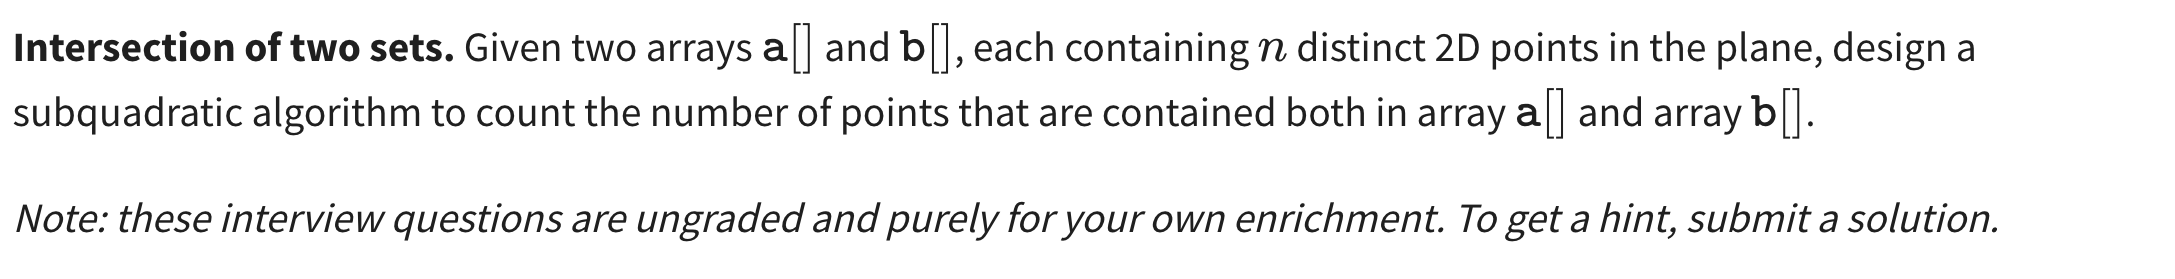 Intersection of two sets. Given two arrays a[] and b[], each containing n distinct 2D points in the plane, design a
subquadratic algorithm to count the number of points that are contained both in array a[] and array b[].
Note: these interview questions are ungraded and purely for your own enrichment. To get a hint, submit a solution.